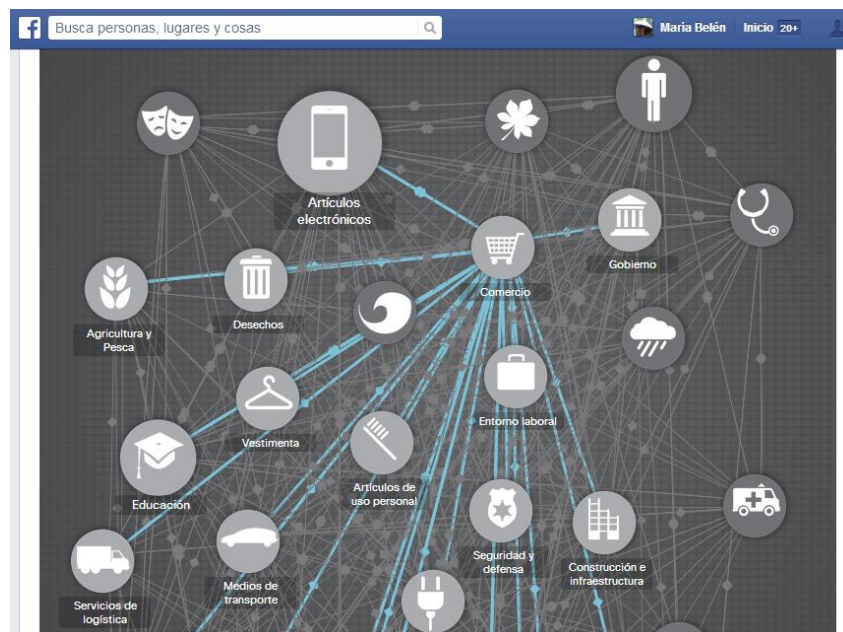 f
Busca personas, lugares y cosas
María Belén
Inicio
20+
Artículos
electrónicos
Gobierno
Comercio
Agricultura y
Pesca
Desechos
Vestimenta
Entorno laboral
Educación
Artículos de
uso personal
Seguridad y
defensa
Construcción e
infraestructura
Medios de
transporte
Servicios de
logística